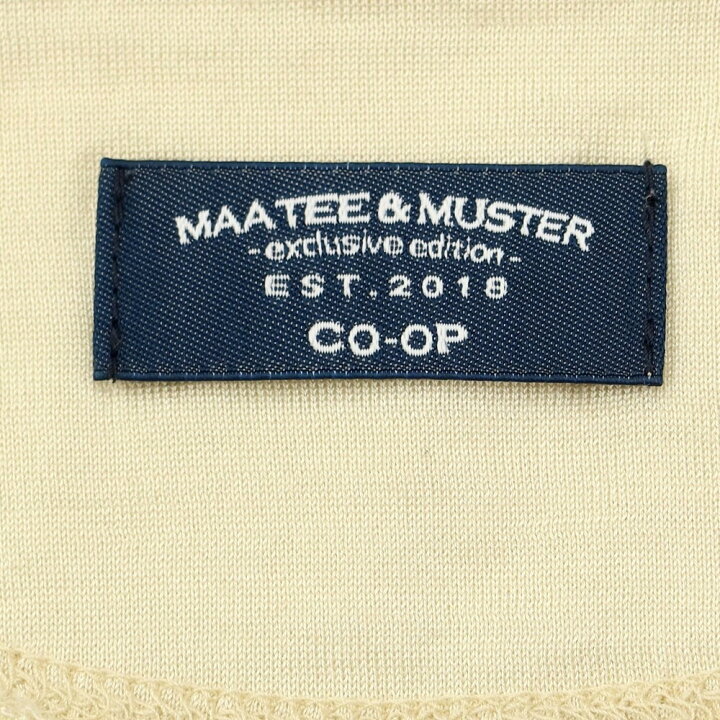 MAATEE & MUSTER
- exclusive edition -
EST. 2018
CO-OP